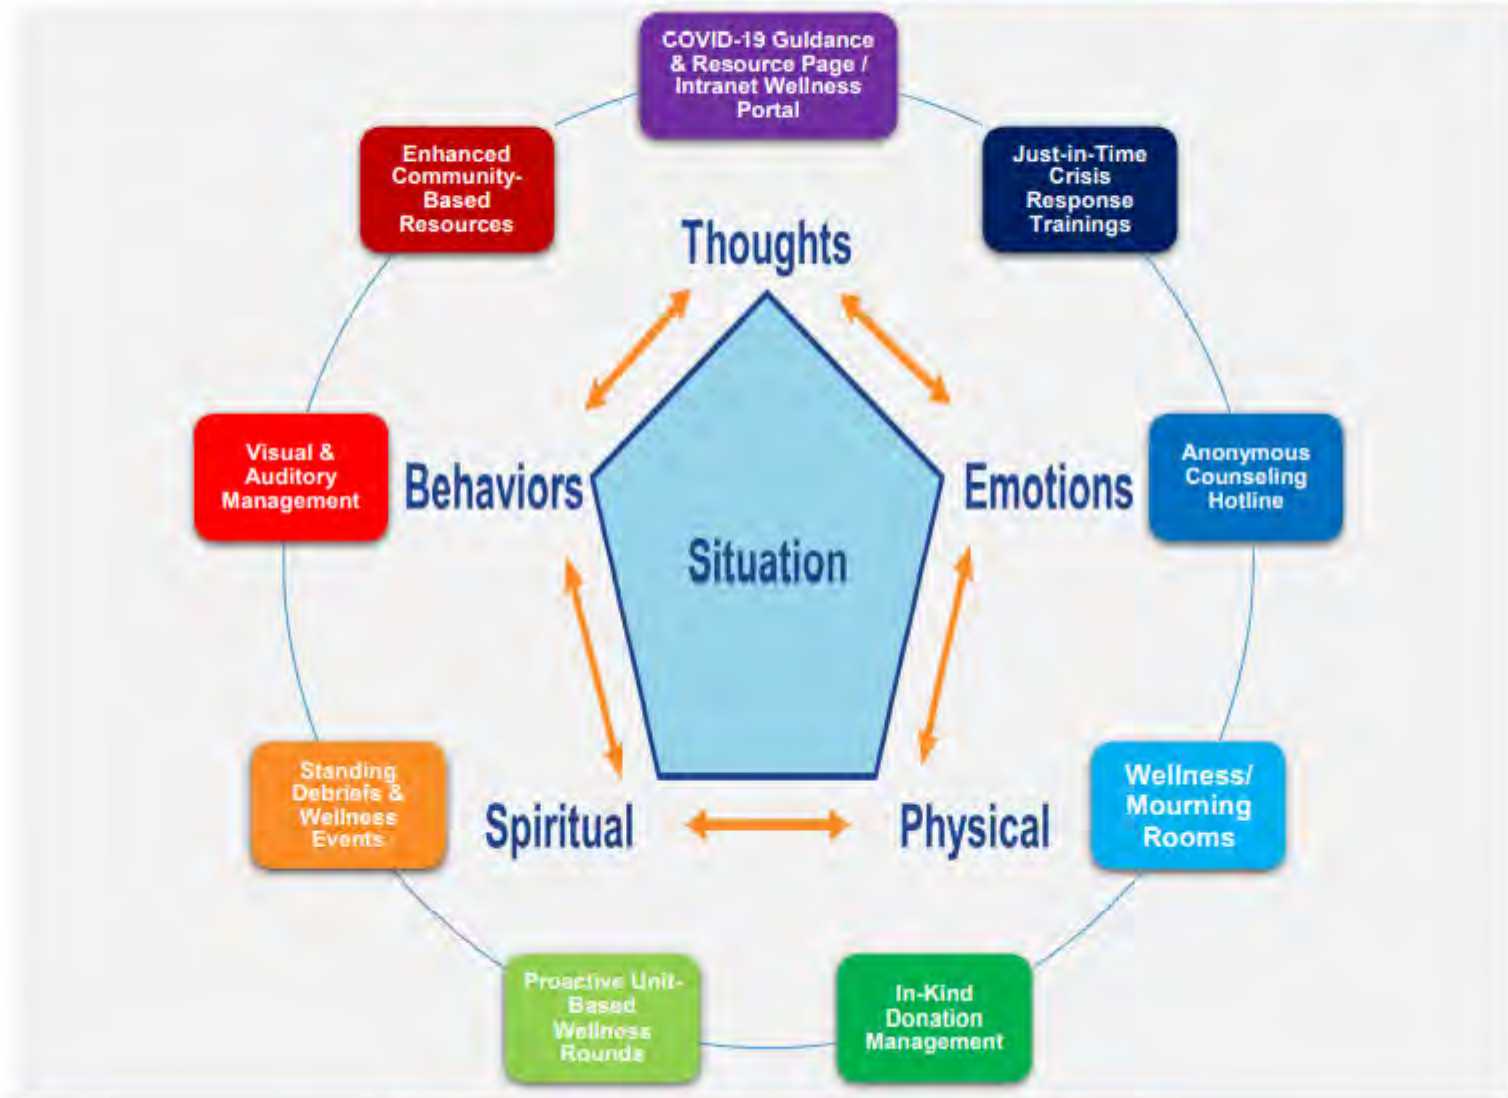 COVID-19 Guidance
& Resource Page /
Intranet Wellness
Portal
Just-in-Time
Crisis
Response
Trainings
Anonymous
Counseling
Hotline
Wellness/
Mourning
Rooms
In-Kind
Donation
Management
Proactive Unit-
Based
Wellness
Rounds
Standing
Debriefs &
Wellness
Events
Visual &
Auditory
Management
Enhanced
Community-
Based
Resources
Thoughts
Emotions
Physical
Spiritual
Behaviors
Situation